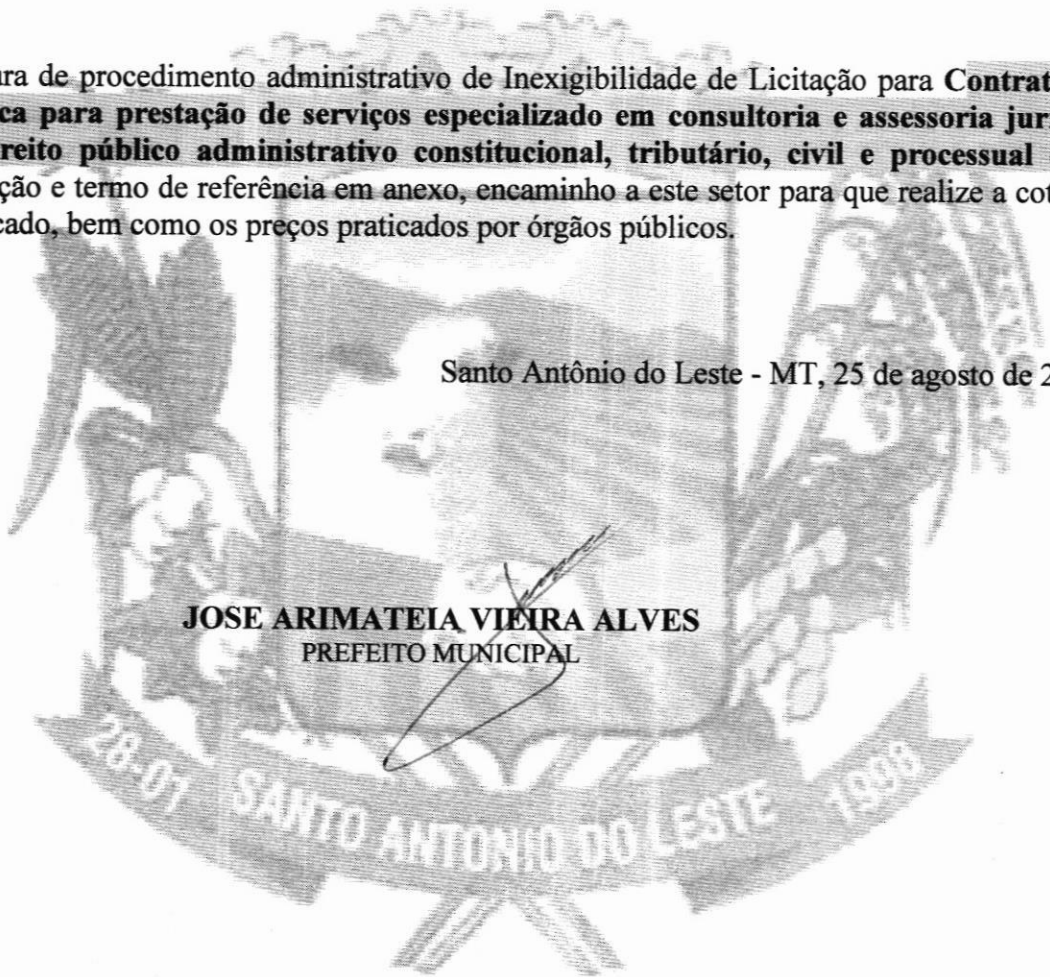 ura de procedimento administrativo de Inexigibilidade de Licitação para Contrat
ca para prestação de serviços especializado em consultoria e assessoria jur
reito público administrativo constitucional, tributário, civil e processual
ção e termo de referência em anexo, encaminho a este setor para que realize a cot
cado, bem como os preços praticados por órgãos públicos.
Santo Antônio do Leste - MT, 25 de agosto de 2
JOSE ARIMATEIA VIEIRA ALVES
PREFEITO MUNICIPAL
28-01 SANTO ANTONIO DO LESTE 1998